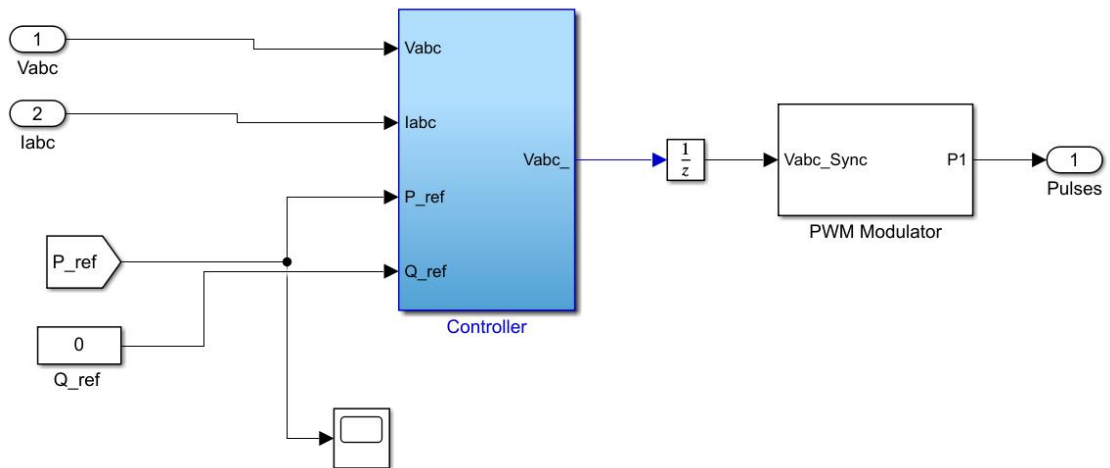 1
Vabc
2
Iabc
P_ref
0
Q_ref
Vabc
Iabc
P_ref
Q_ref
Vabc_
Controller
1
z
Vabc_Sync
P1
PWM Modulator
1
Pulses